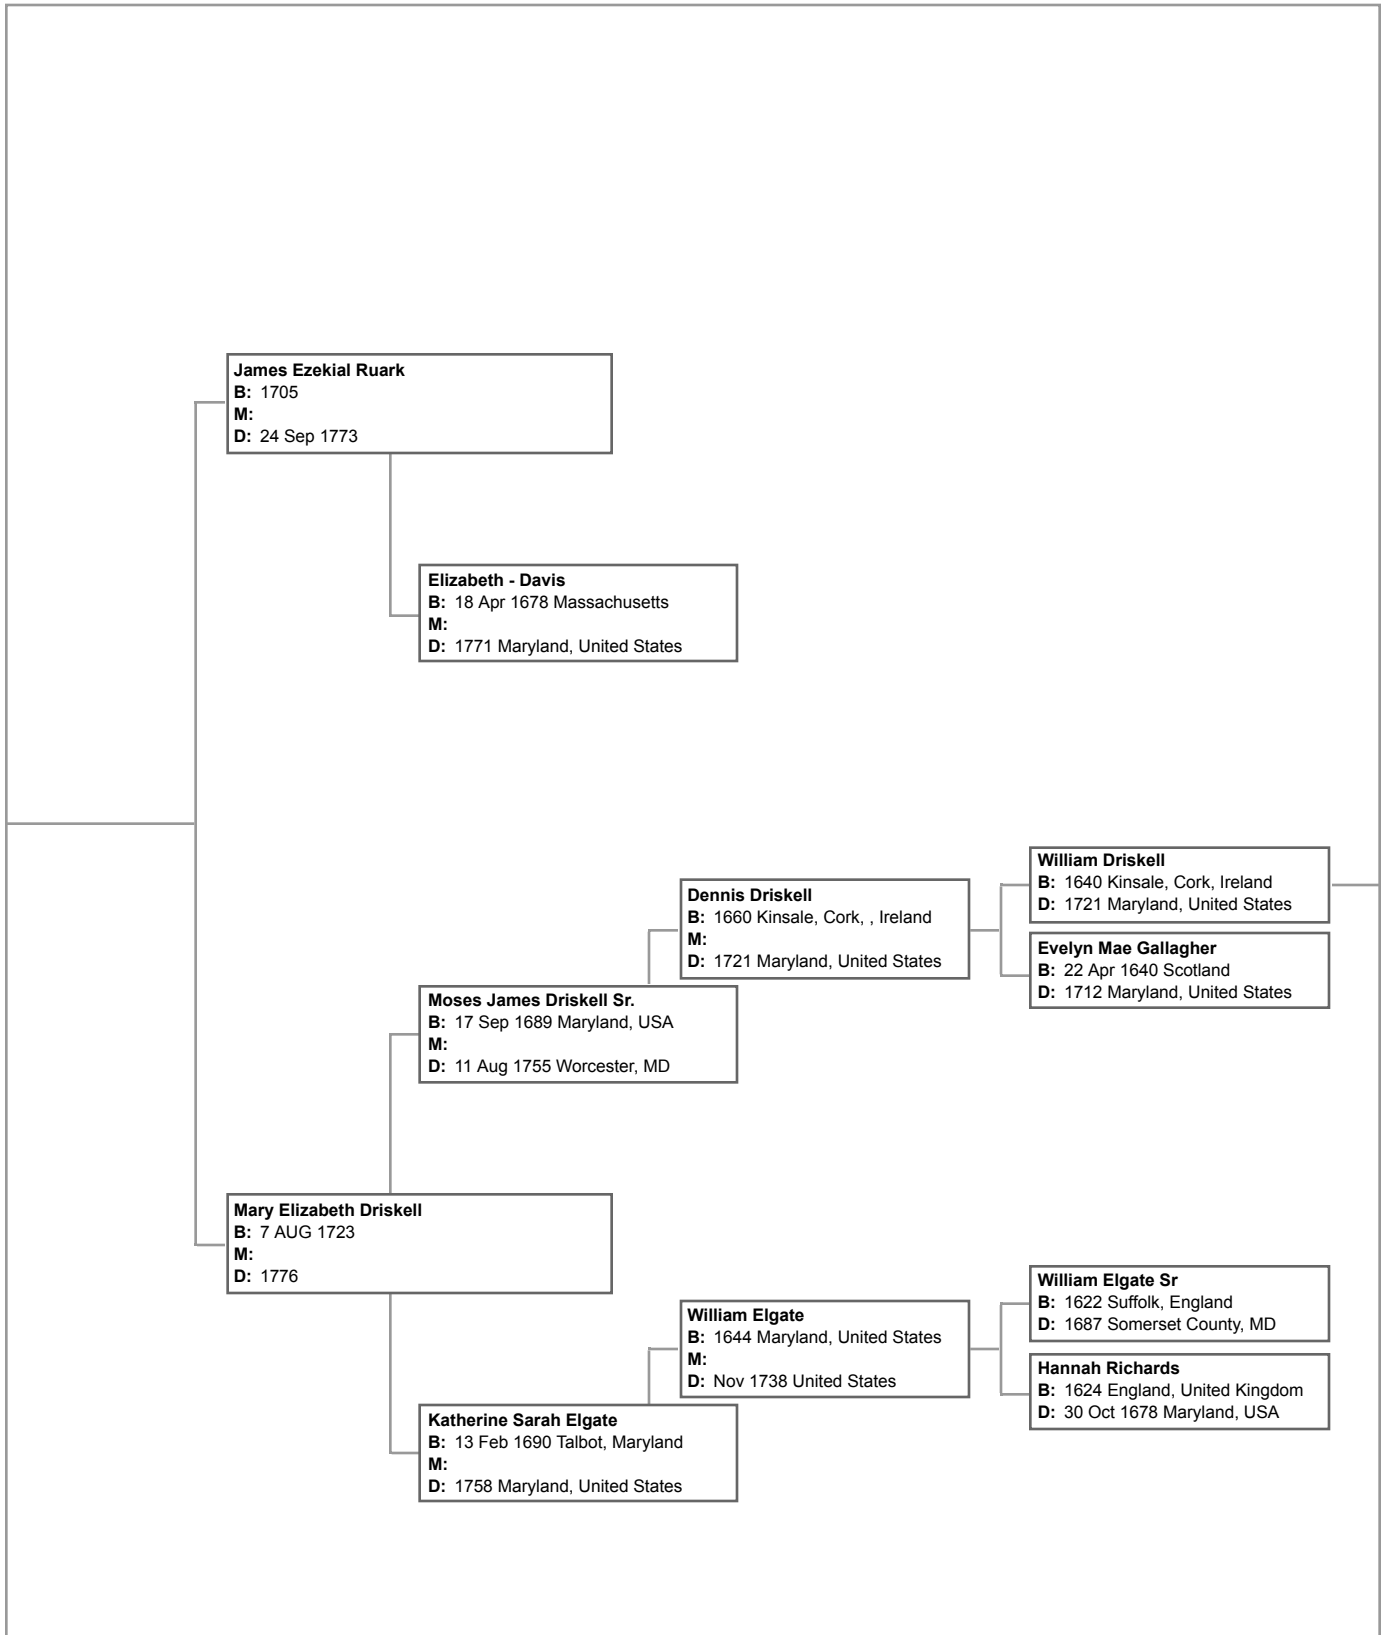 James Ezekial Ruark
B: 1705
M:
D: 24 Sep 1773
Elizabeth - Davis
B: 18 Apr 1678 Massachusetts
M:
D: 1771 Maryland, United States
William Driskell
B: 1640 Kinsale, Cork, Ireland
D: 1721 Maryland, United States
Dennis Driskell
B: 1660 Kinsale, Cork, , Ireland
M:
D: 1721 Maryland, United States
Evelyn Mae Gallagher
B: 22 Apr 1640 Scotland
D: 1712 Maryland, United States
Moses James Driskell Sr.
B: 17 Sep 1689 Maryland, USA
M:
D: 11 Aug 1755 Worcester, MD
Mary Elizabeth Driskell
B: 7 AUG 1723
M:
D: 1776
William Elgate Sr
B: 1622 Suffolk, England
D: 1687 Somerset County, MD
William Elgate
B: 1644 Maryland, United States
M:
D: Nov 1738 United States
Hannah Richards
B: 1624 England, United Kingdom
D: 30 Oct 1678 Maryland, USA
Katherine Sarah Elgate
B: 13 Feb 1690 Talbot, Maryland
M:
D: 1758 Maryland, United States